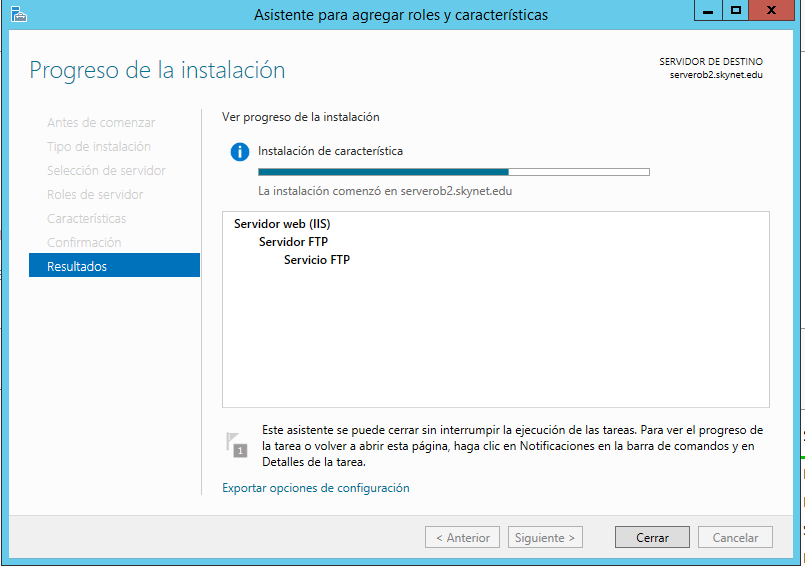 Asistente para agregar roles y características
Progreso de la instalación
SERVIDOR DE DESTINO
serverob2.skynet.edu
Antes de comenzar
Tipo de instalación
Selección de servidor
Roles de servidor
Características
Confirmación
Resultados
Ver progreso de la instalación
Instalación de característica
La instalación comenzó en serverob2.skynet.edu
Servidor web (IIS)
Servidor FTP
Servicio FTP
1
Este asistente se puede cerrar sin interrumpir la ejecución de las tareas. Para ver el progreso de
la tarea o volver a abrir esta página, haga clic en Notificaciones en la barra de comandos y en
Detalles de la tarea.
Exportar opciones de configuración
< Anterior
Siguiente >
Cerrar
Cancelar